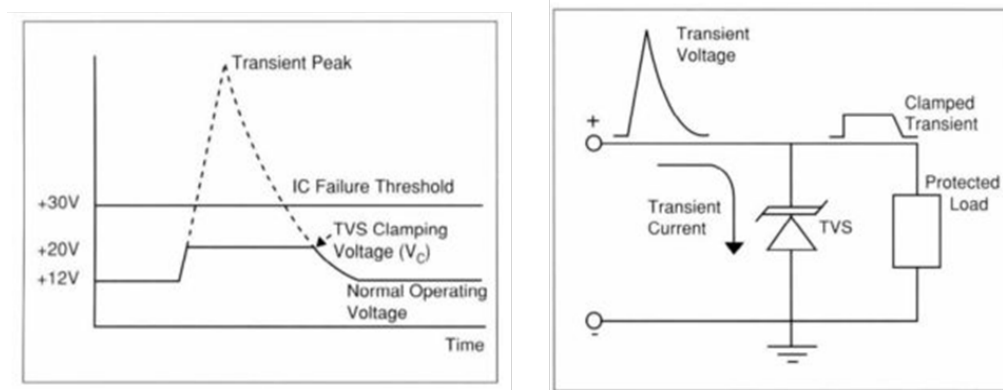 Transient Peak
IC Failure Threshold
+30V
TVS Clamping
Voltage (VC)
+20V
+12V
Normal Operating
Voltage
Time
Transient
Voltage
Clamped
Transient
+
Transient
Current
TVS
Protected
Load
-